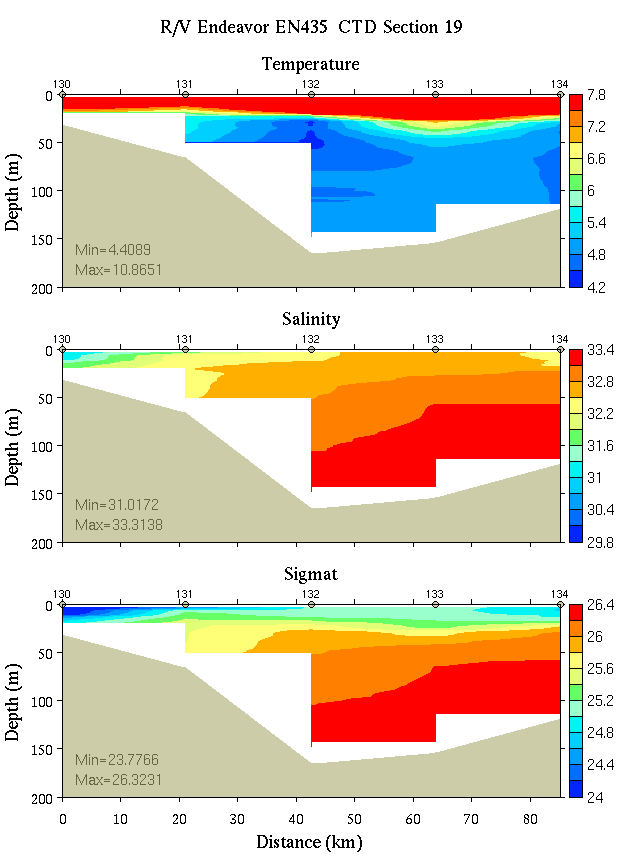 R/V Endeavor EN435 CTD Section 19
Temperature
130 131 132 133 134
0
50
100
150
200
Depth (m)
Min=4.4089
Max=10.8651
7.8
7.2
6.6
6
5.4
4.8
4.2
Salinity
130 131 132 133 134
0
50
100
150
200
Depth (m)
Min=31.0172
Max=33.3138
33.4
32.8
32.2
31.6
31
30.4
29.8
Sigmat
130 131 132 133 134
0
50
100
150
200
Depth (m)
Min=23.7766
Max=26.3231
26.4
26
25.6
25.2
24.8
24.4
24
0 10 20 30 40 50 60 70 80
Distance (km)